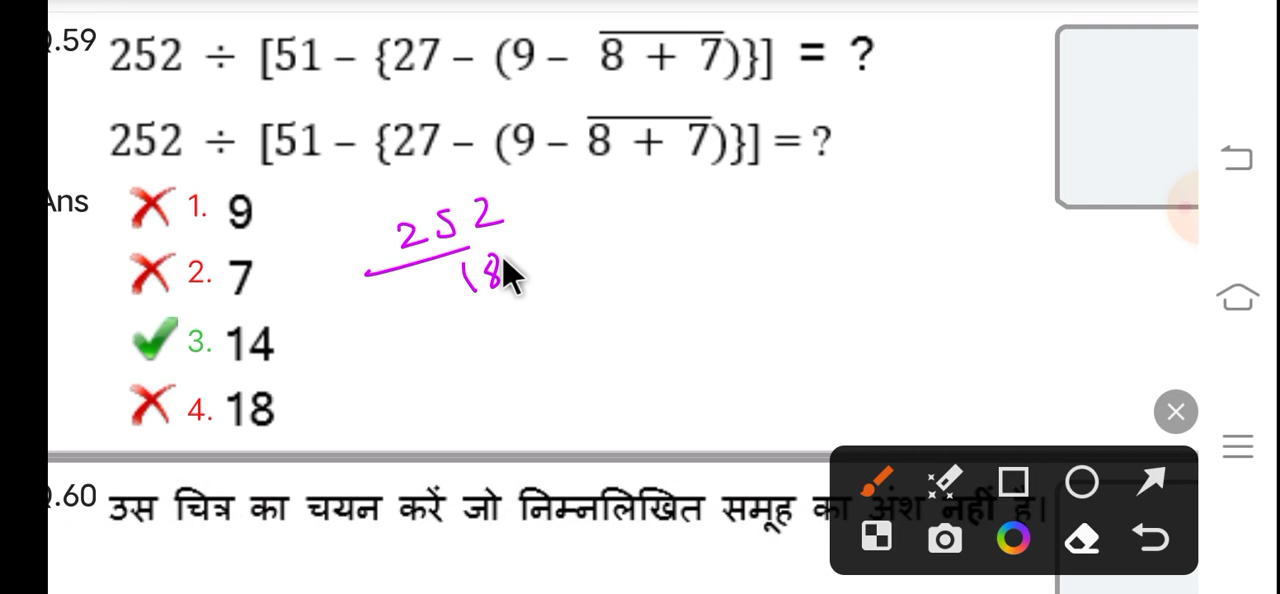 .59 252 ÷ [51 – {27 – (9 – 8 + 7)}] = ?
252 ÷ [51 – {27 – (9 – 8 + 7)}] = ?
Ans 1. 9
252
18
2. 7
3. 14
4. 18
.60 उस चित्र का चयन करें जो निम्नलिखित समूह का अंश नहीं है।